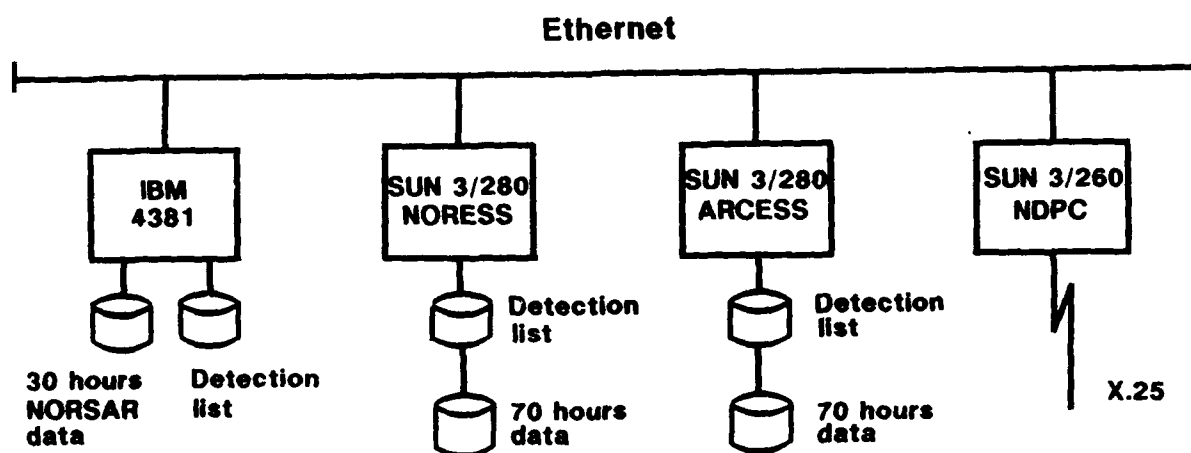 Ethernet
IBM
4381
SUN 3/280
NORESS
SUN 3/280
ARCESS
SUN 3/260
NDPC
30 hours
NORSAR
data
Detection
list
Detection
list
70 hours
data
Detection
list
70 hours
data
X.25